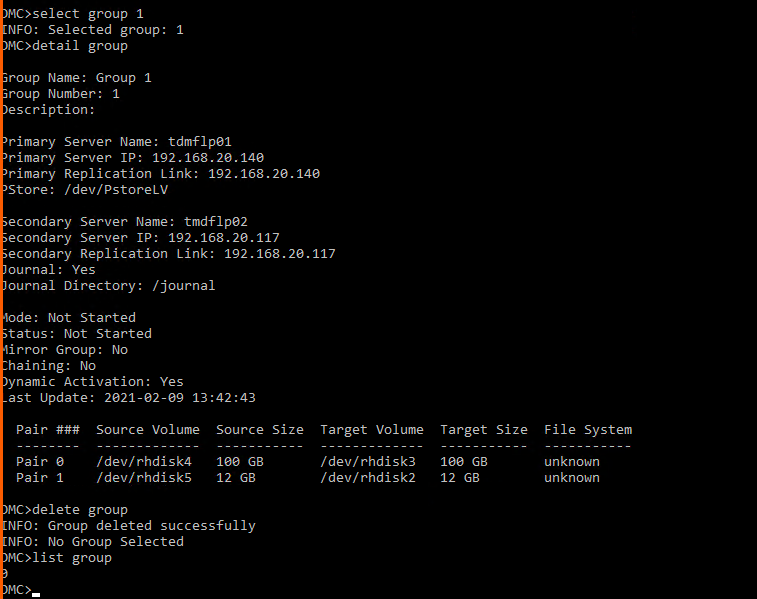 DMC>select group 1
INFO: Selected group: 1
DMC>detail group
Group Name: Group 1
Group Number: 1
Description:
Primary Server Name: tdmflp01
Primary Server IP: 192.168.20.140
Primary Replication Link: 192.168.20.140
PStore: /dev/PstoreLV
Secondary Server Name: tmdflp02
Secondary Server IP: 192.168.20.117
Secondary Replication Link: 192.168.20.117
Journal: Yes
Journal Directory: /journal
Mode: Not Started
Status: Not Started
Mirror Group: No
Chaining: No
Dynamic Activation: Yes
Last Update: 2021-02-09 13:42:43
Pair ### Source Volume Source Size Target Volume Target Size File System
-------- ------------- ----------- ------------- ----------- -----------
Pair 0 /dev/rhdisk4 100 GB /dev/rhdisk3 100 GB unknown
Pair 1 /dev/rhdisk5 12 GB /dev/rhdisk2 12 GB unknown
DMC>delete group
INFO: Group deleted successfully
INFO: No Group Selected
DMC>list group
0
DMC>